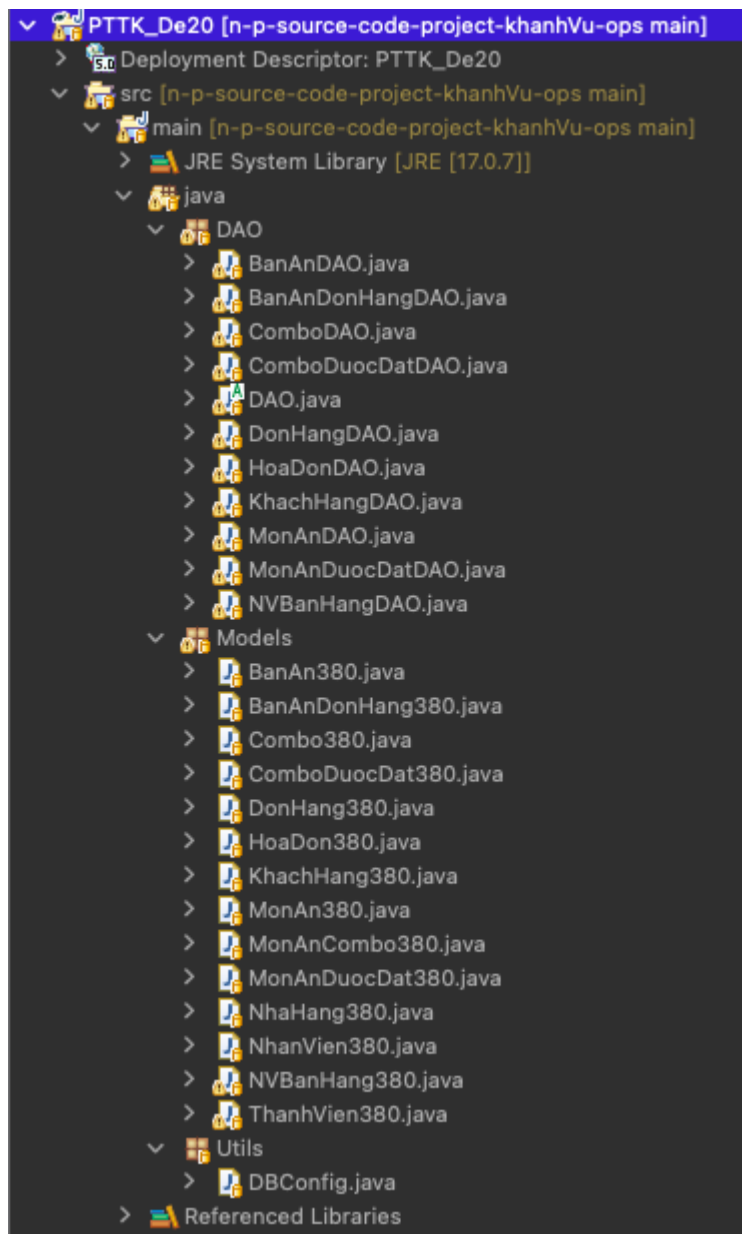 PTTK_De20 [n-p-source-code-project-khanhVu-ops main]
5.0 Deployment Descriptor: PTTK_De20
src [n-p-source-code-project-khanhVu-ops main]
main [n-p-source-code-project-khanhVu-ops main]
JRE System Library [JRE [17.0.7]]
java
DAO
BanAnDAO.java
BanAnDonHangDAO.java
ComboDAO.java
ComboDuocDatDAO.java
DAO.java
DonHangDAO.java
HoaDonDAO.java
KhachHangDAO.java
MonAnDAO.java
MonAnDuocDatDAO.java
NVBanHangDAO.java
Models
BanAn380.java
BanAnDonHang380.java
Combo380.java
ComboDuocDat380.java
DonHang380.java
HoaDon380.java
KhachHang380.java
MonAn380.java
MonAnCombo380.java
MonAnDuocDat380.java
NhaHang380.java
NhanVien380.java
NVBanHang380.java
ThanhVien380.java
Utils
DBConfig.java
Referenced Libraries